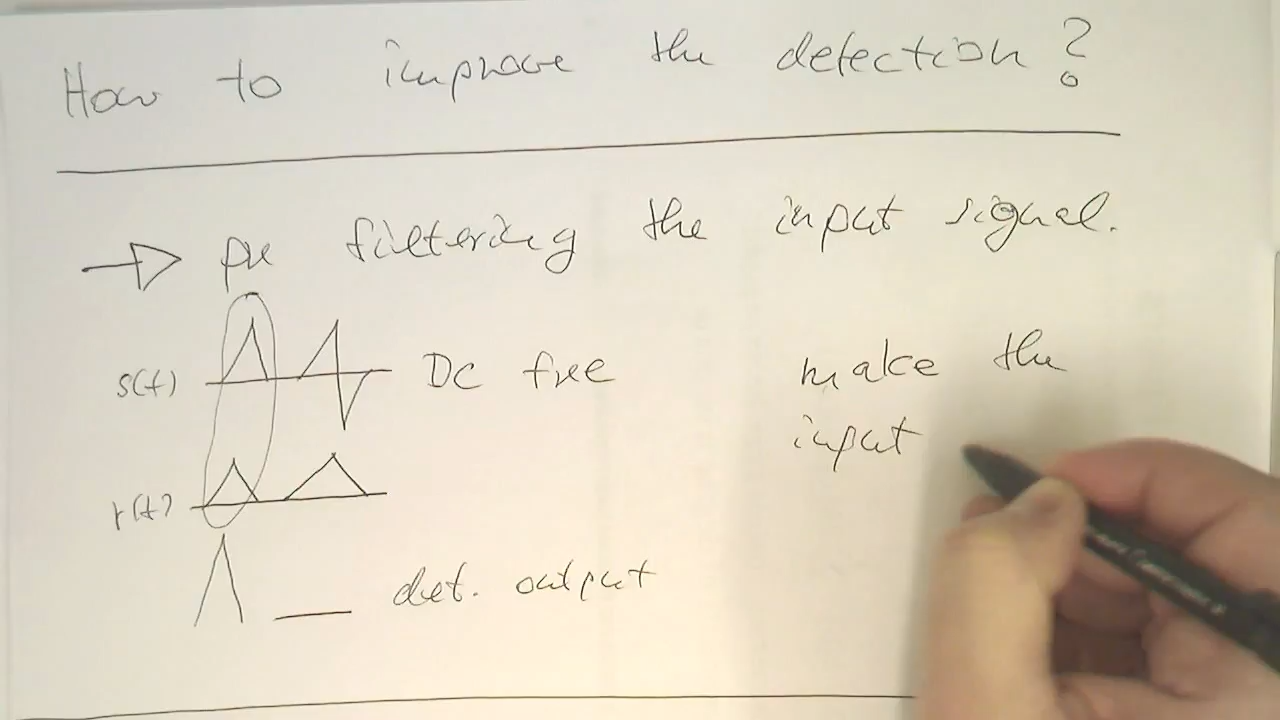 How to improve the detection?
pre filtering the input signal.
s(t) DC free
make the
input
r(t)
det. output